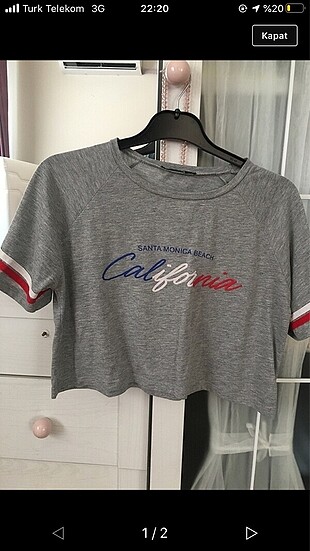 Turk Telekom 3G
22:20
%20
Kapat
SANTA MONICA BEACH
California
1 / 2